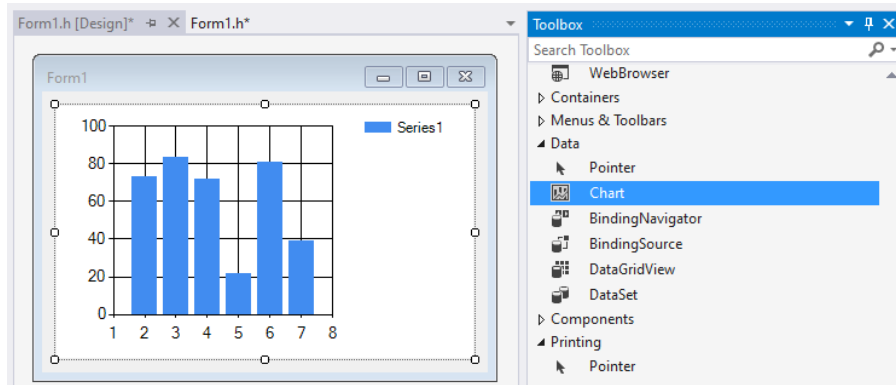 Form1.h [Design]* Form1.h*
Form1
Series1
100
80
60
40
20
0
1 2 3 4 5 6 7 8
Toolbox
Search Toolbox
WebBrowser
Containers
Menus & Toolbars
Data
Pointer
Chart
BindingNavigator
BindingSource
DataGridView
DataSet
Components
Printing
Pointer